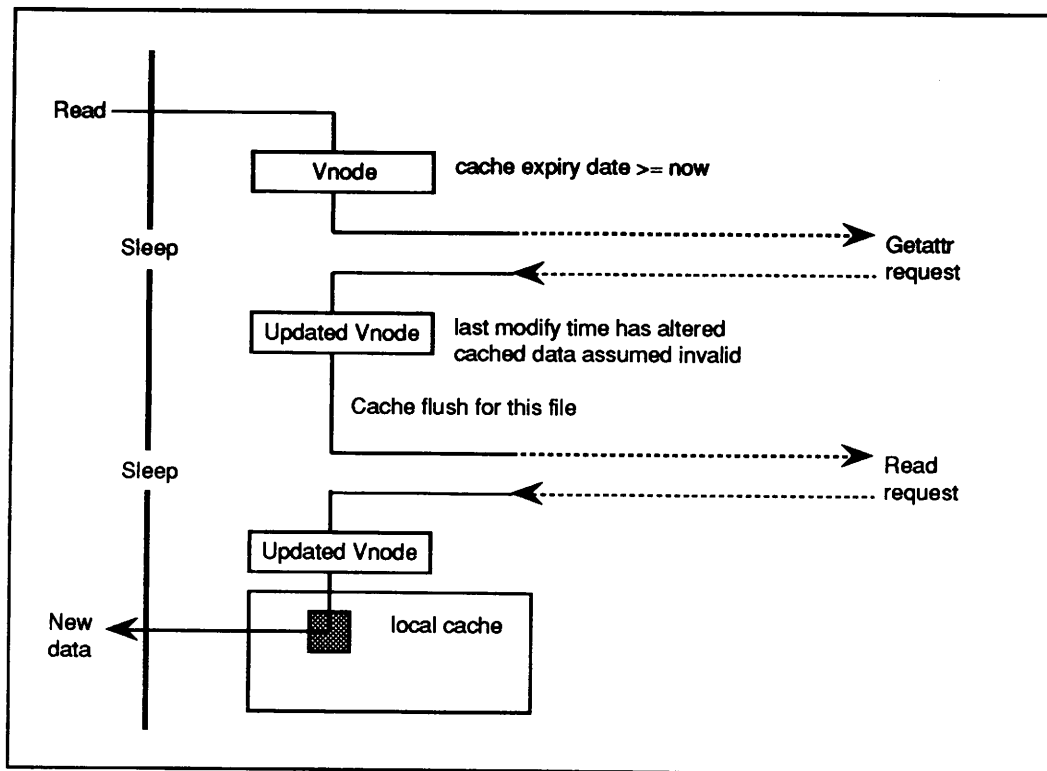 Read
Vnode
cache expiry date >= now
Sleep
Getattr
request
Updated Vnode
last modify time has altered
cached data assumed invalid
Cache flush for this file
Sleep
Read
request
Updated Vnode
New
data
local cache